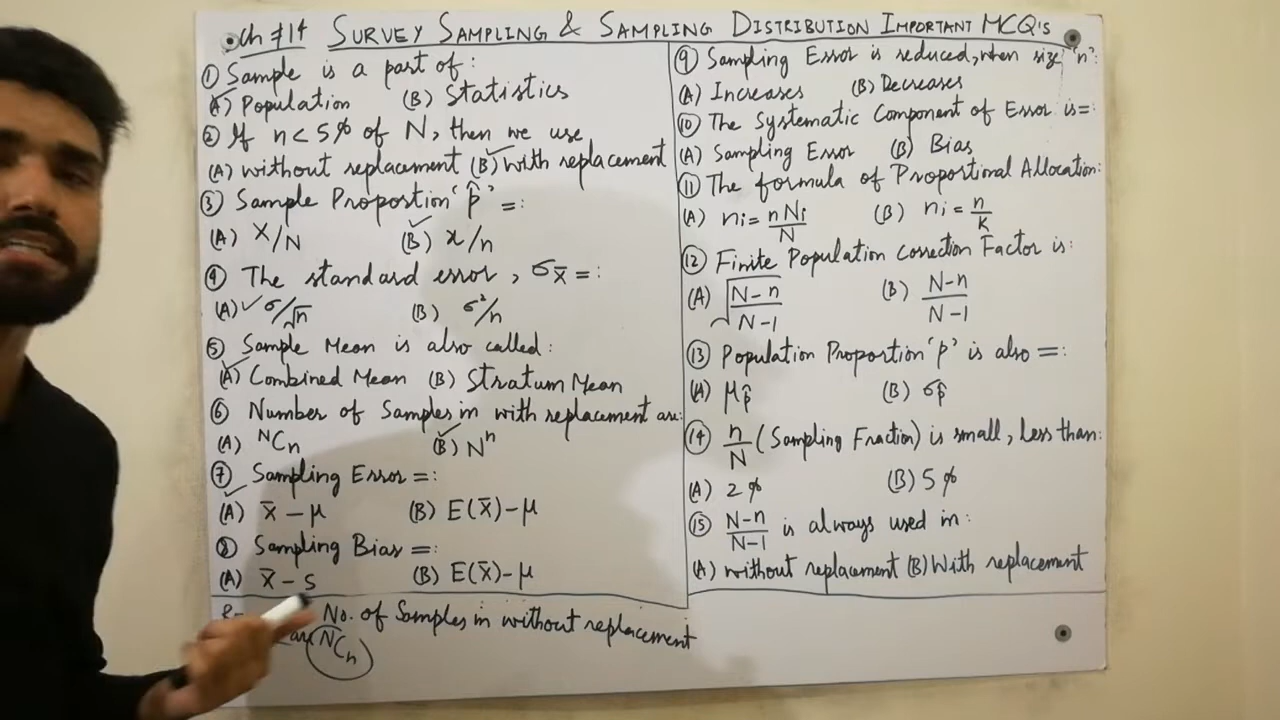 Ch # 14 SURVEY SAMPLING & SAMPLING DISTRIBUTION IMPORTANT MCQ's
① Sample is a part of:
(A) Population (B) Statistics
② If n < 5% of N, then we use
(A) without replacement (B) with replacement
③ Sample Proportion 'p̂' =:
(A) X/N (B) x/n
④ The standard error, σx̄ =:
(A) σ/√n (B) σ²/n
⑤ Sample Mean is also called:
(A) Combined Mean (B) Stratum Mean
⑥ Number of Samples in with replacement are:
(A) ᴺCn (B) Nⁿ
⑦ Sampling Error =:
(A) x̄ - μ (B) E(x̄) - μ
⑧ Sampling Bias =:
(A) x̄ - s (B) E(x̄) - μ
No. of Samples in without replacement
are ᴺCn
⑨ Sampling Error is reduced, when size "n":
(A) Increases (B) Decreases
⑩ The Systematic Component of Error is =:
(A) Sampling Error (B) Bias
⑪ The formula of Proportional Allocation:
(A) ni = nNi/N (B) ni = n/k
⑫ Finite Population Correction Factor is:
(A) √(N-n/N-1) (B) N-n/N-1
⑬ Population Proportion 'p' is also =:
(A) μp̂ (B) σp̂
⑭ n/N (Sampling Fraction) is small, less than:
(A) 2% (B) 5%
⑮ N-n/N-1 is always used in:
(A) without replacement (B) With replacement